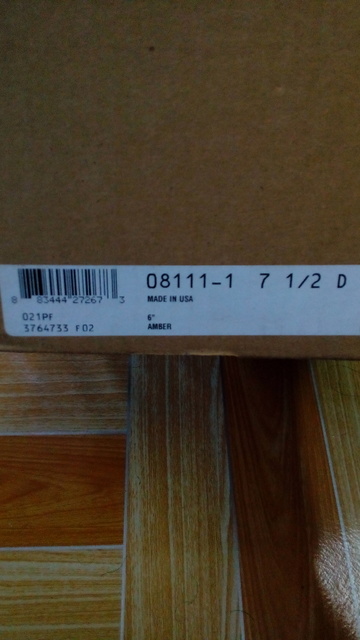 08111-1 7 1/2 D
MADE IN USA
8 83444"27267 3
021PF
6"
3764733 F02
AMBER